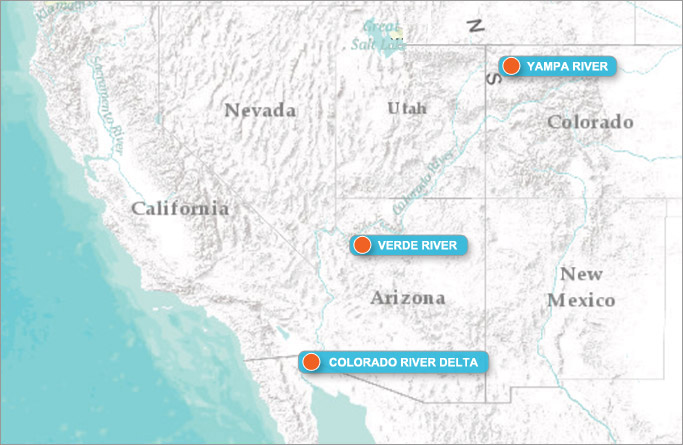 Klamath
Great
Salt Lake
N
S
YAMPA RIVER
Sacramento River
Nevada
Utah
Colorado
California
Colorado River
VERDE RIVER
Arizona
New
Mexico
COLORADO RIVER DELTA